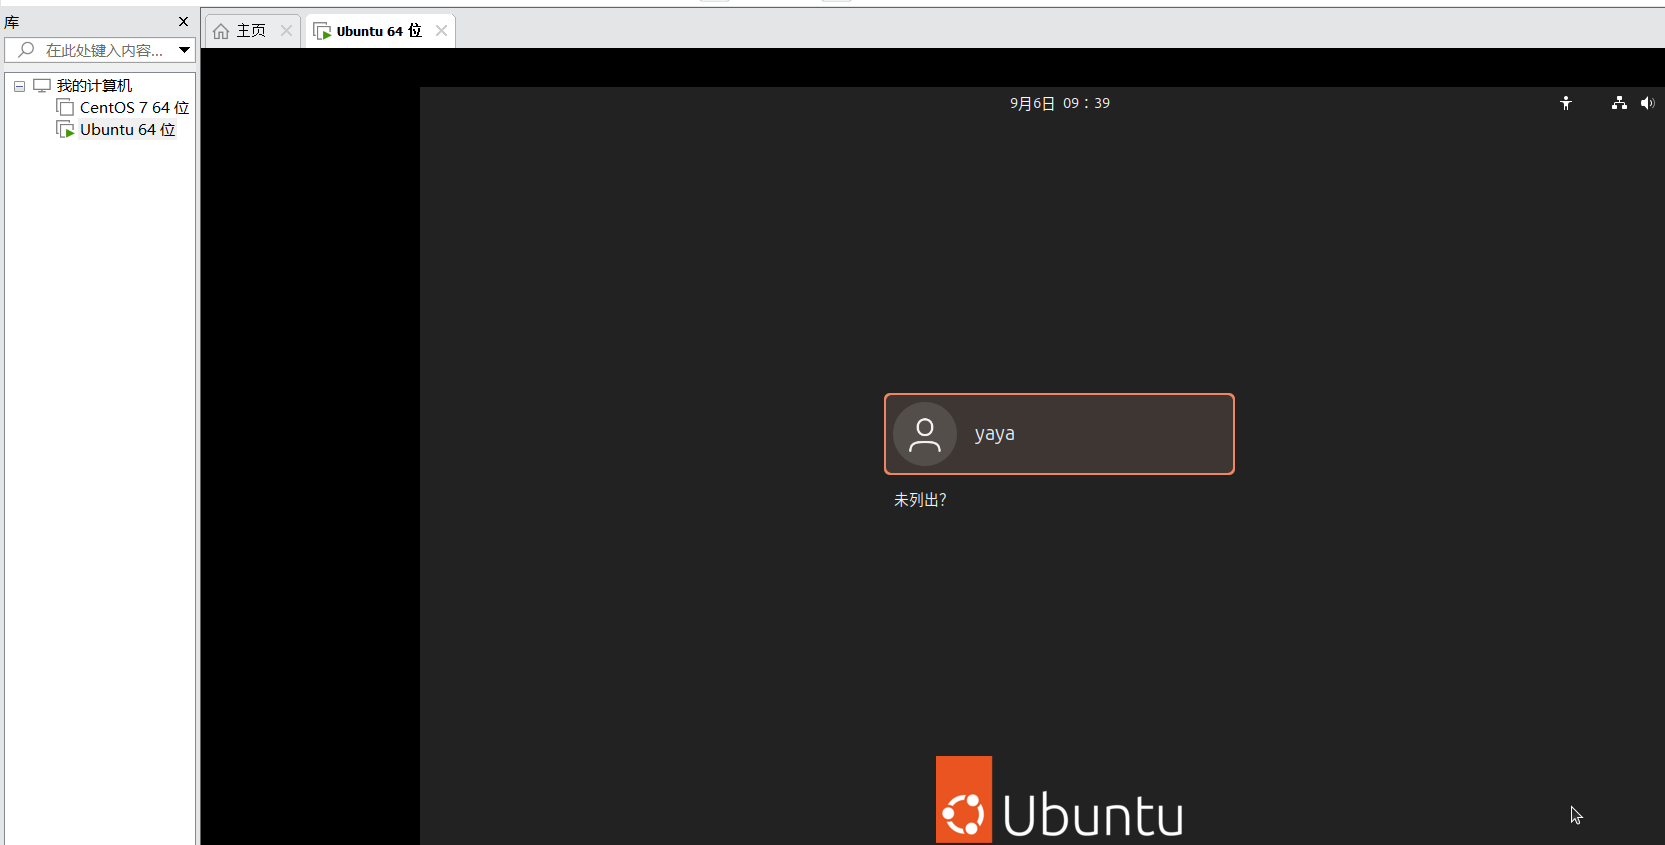 库
主页
Ubuntu 64 位
在此处键入内容...
我的计算机
CentOS 7 64 位
Ubuntu 64 位
9月6日 09：39
yaya
未列出?
Ubuntu